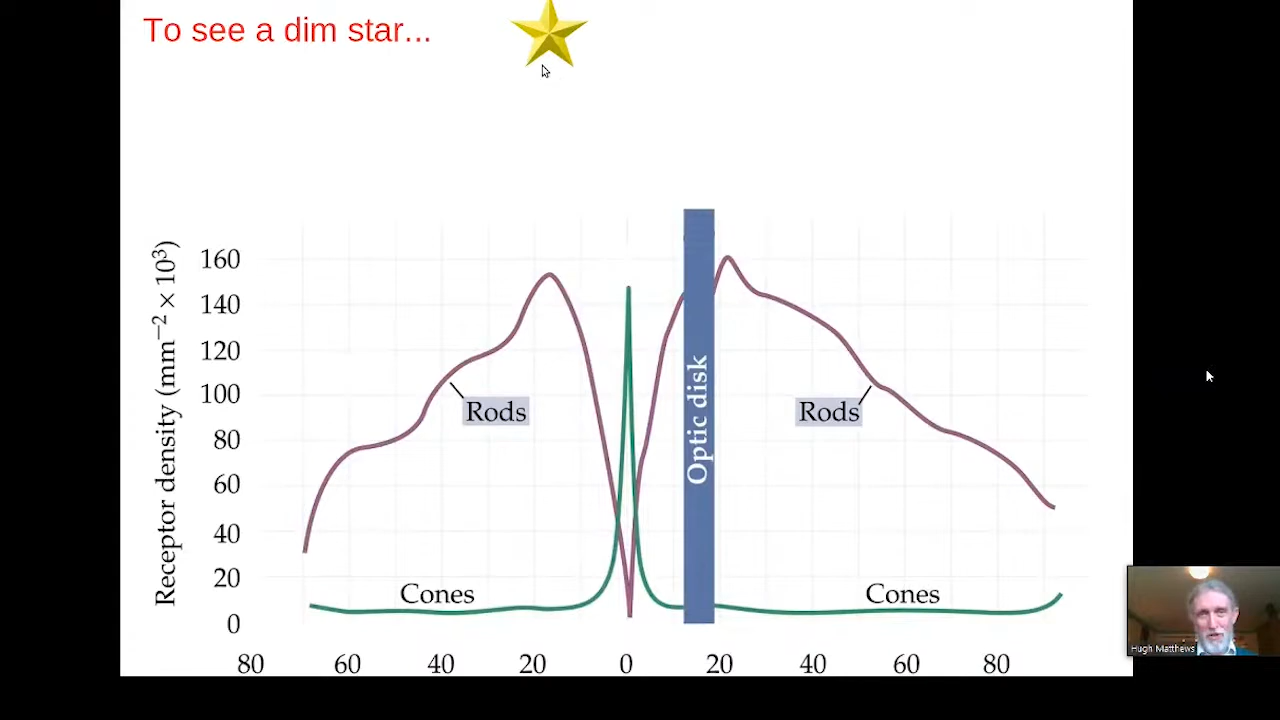 To see a dim star...
Receptor density (mm−2 × 103)
160
140
120
100
80
60
40
20
0
Optic disk
Rods
Rods
Cones
Cones
80 60 40 20 0 20 40 60 80
Hugh Matthews